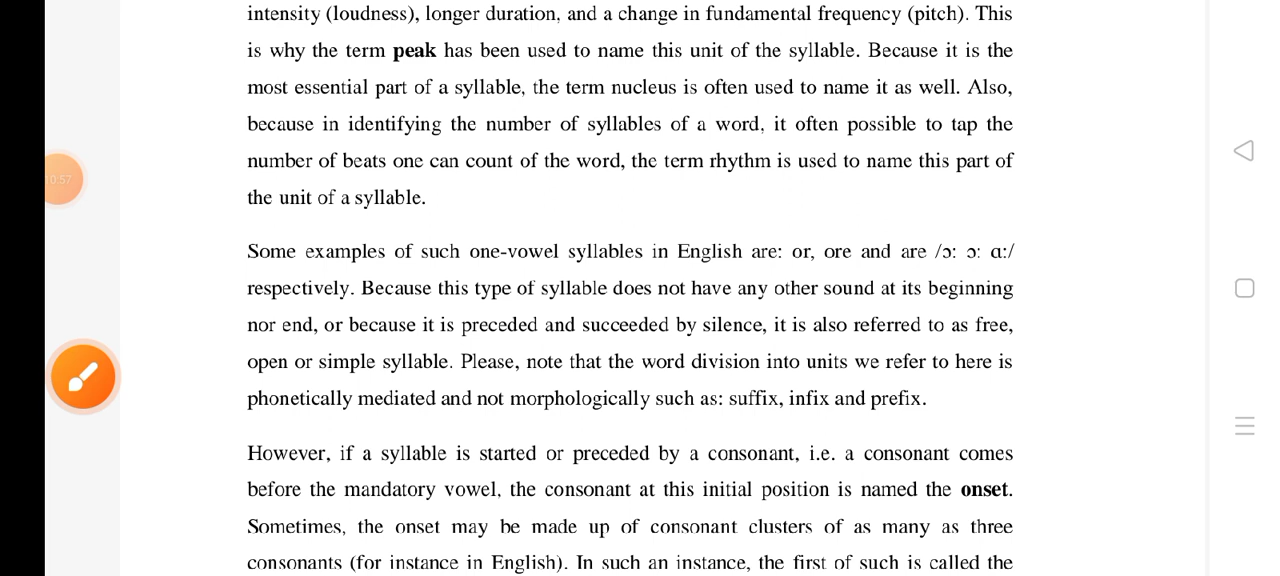 intensity (loudness), longer duration, and a change in fundamental frequency (pitch). This
is why the term peak has been used to name this unit of the syllable. Because it is the
most essential part of a syllable, the term nucleus is often used to name it as well. Also,
because in identifying the number of syllables of a word, it often possible to tap the
number of beats one can count of the word, the term rhythm is used to name this part of
the unit of a syllable.
10:57
Some examples of such one-vowel syllables in English are: or, ore and are /ɔ: ɔ: ɑ:/
respectively. Because this type of syllable does not have any other sound at its beginning
nor end, or because it is preceded and succeeded by silence, it is also referred to as free,
open or simple syllable. Please, note that the word division into units we refer to here is
phonetically mediated and not morphologically such as: suffix, infix and prefix.
However, if a syllable is started or preceded by a consonant, i.e. a consonant comes
before the mandatory vowel, the consonant at this initial position is named the onset.
Sometimes, the onset may be made up of consonant clusters of as many as three
consonants (for instance in English). In such an instance, the first of such is called the